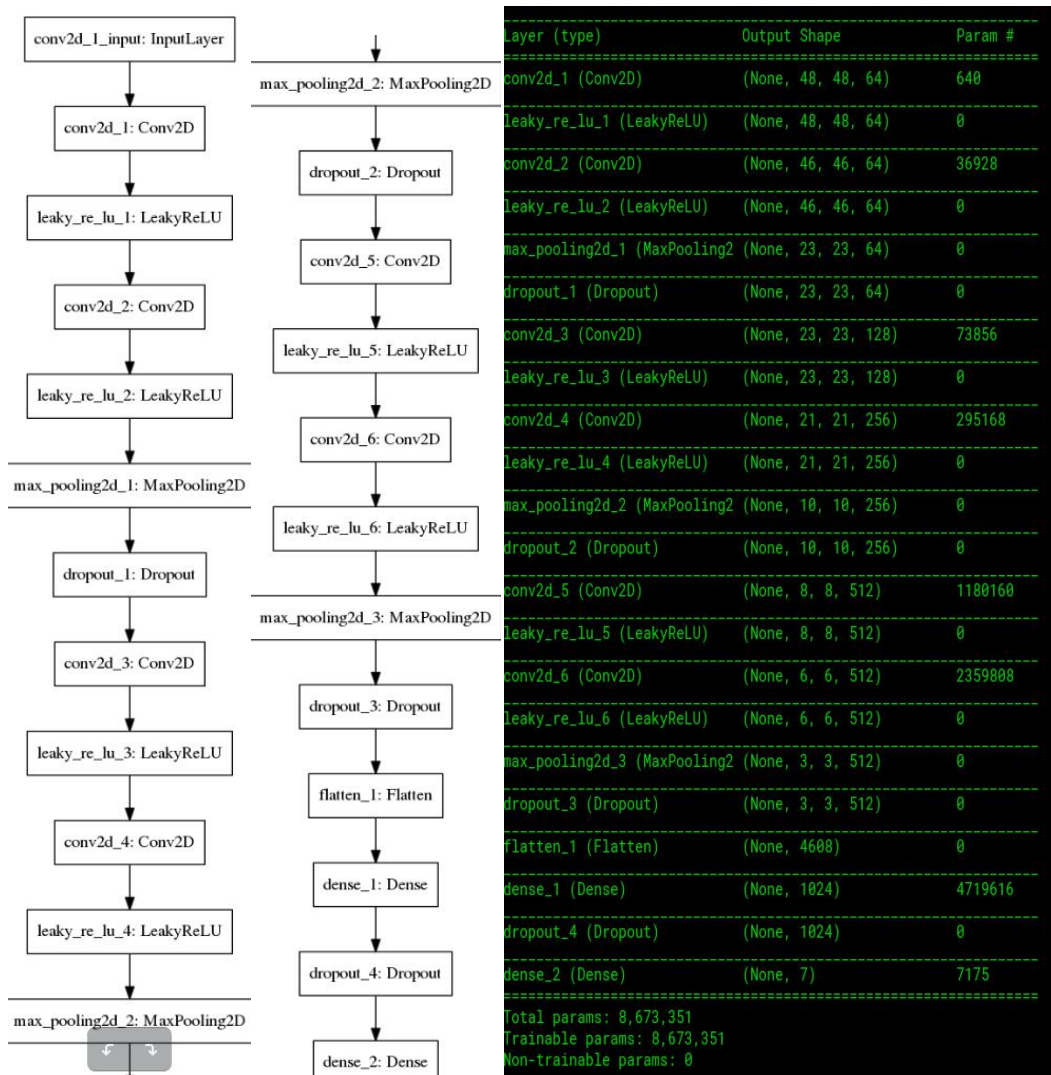 conv2d_1_input: InputLayer
conv2d_1: Conv2D
leaky_re_lu_1: LeakyReLU
conv2d_2: Conv2D
leaky_re_lu_2: LeakyReLU
max_pooling2d_1: MaxPooling2D
dropout_1: Dropout
conv2d_3: Conv2D
leaky_re_lu_3: LeakyReLU
conv2d_4: Conv2D
leaky_re_lu_4: LeakyReLU
max_pooling2d_2: MaxPooling2D
max_pooling2d_2: MaxPooling2D
dropout_2: Dropout
conv2d_5: Conv2D
leaky_re_lu_5: LeakyReLU
conv2d_6: Conv2D
leaky_re_lu_6: LeakyReLU
max_pooling2d_3: MaxPooling2D
dropout_3: Dropout
flatten_1: Flatten
dense_1: Dense
dropout_4: Dropout
dense_2: Dense
Layer (type) Output Shape Param #
conv2d_1 (Conv2D) (None, 48, 48, 64) 640
leaky_re_lu_1 (LeakyReLU) (None, 48, 48, 64) 0
conv2d_2 (Conv2D) (None, 46, 46, 64) 36928
leaky_re_lu_2 (LeakyReLU) (None, 46, 46, 64) 0
max_pooling2d_1 (MaxPooling2 (None, 23, 23, 64) 0
dropout_1 (Dropout) (None, 23, 23, 64) 0
conv2d_3 (Conv2D) (None, 23, 23, 128) 73856
leaky_re_lu_3 (LeakyReLU) (None, 23, 23, 128) 0
conv2d_4 (Conv2D) (None, 21, 21, 256) 295168
leaky_re_lu_4 (LeakyReLU) (None, 21, 21, 256) 0
max_pooling2d_2 (MaxPooling2 (None, 10, 10, 256) 0
dropout_2 (Dropout) (None, 10, 10, 256) 0
conv2d_5 (Conv2D) (None, 8, 8, 512) 1180160
leaky_re_lu_5 (LeakyReLU) (None, 8, 8, 512) 0
conv2d_6 (Conv2D) (None, 6, 6, 512) 2359808
leaky_re_lu_6 (LeakyReLU) (None, 6, 6, 512) 0
max_pooling2d_3 (MaxPooling2 (None, 3, 3, 512) 0
dropout_3 (Dropout) (None, 3, 3, 512) 0
flatten_1 (Flatten) (None, 4608) 0
dense_1 (Dense) (None, 1024) 4719616
dropout_4 (Dropout) (None, 1024) 0
dense_2 (Dense) (None, 7) 7175
Total params: 8,673,351
Trainable params: 8,673,351
Non-trainable params: 0